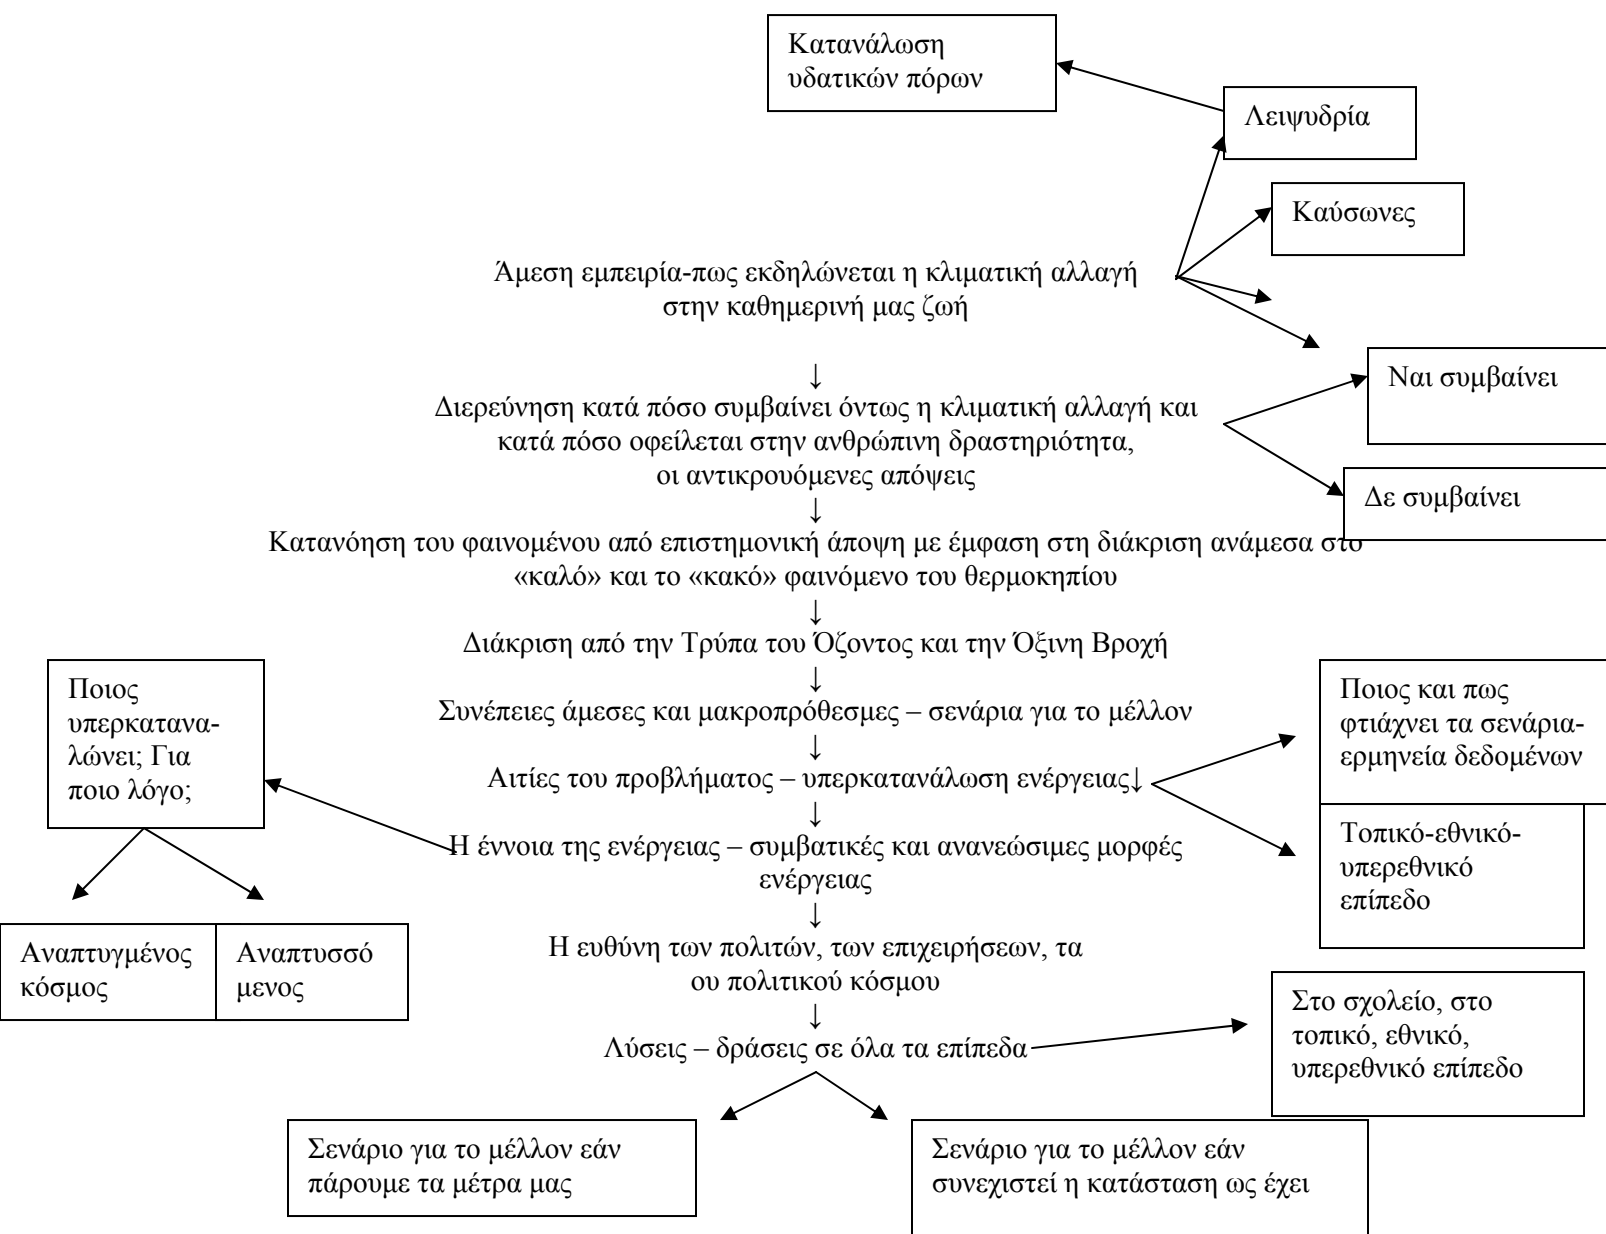 Κατανάλωση
υδατικών πόρων
Λειψυδρία
Καύσωνες
Άμεση εμπειρία-πως εκδηλώνεται η κλιματική αλλαγή
στην καθημερινή μας ζωή
↓
Ναι συμβαίνει
Διερεύνηση κατά πόσο συμβαίνει όντως η κλιματική αλλαγή και
κατά πόσο οφείλεται στην ανθρώπινη δραστηριότητα,
οι αντικρουόμενες απόψεις
Δε συμβαίνει
↓
Κατανόηση του φαινομένου από επιστημονική άποψη με έμφαση στη διάκριση ανάμεσα στο
«καλό» και το «κακό» φαινόμενο του θερμοκηπίου
↓
Διάκριση από την Τρύπα του Όζοντος και την Όξινη Βροχή
↓
Συνέπειες άμεσες και μακροπρόθεσμες – σενάρια για το μέλλον
↓
Ποιος
υπερκατανα-
λώνει; Για
ποιο λόγο;
Ποιος και πως
φτιάχνει τα σενάρια-
ερμηνεία δεδομένων
Αιτίες του προβλήματος – υπερκατανάλωση ενέργειας↓
↓
Τοπικό-εθνικό-
υπερεθνικό
επίπεδο
Η έννοια της ενέργειας – συμβατικές και ανανεώσιμες μορφές
ενέργειας
↓
Αναπτυγμένος
κόσμος
Αναπτυσσό
μενος
Η ευθύνη των πολιτών, των επιχειρήσεων, τα
ου πολιτικού κόσμου
↓
Λύσεις – δράσεις σε όλα τα επίπεδα
Στο σχολείο, στο
τοπικό, εθνικό,
υπερεθνικό επίπεδο
Σενάριο για το μέλλον εάν
πάρουμε τα μέτρα μας
Σενάριο για το μέλλον εάν
συνεχιστεί η κατάσταση ως έχει